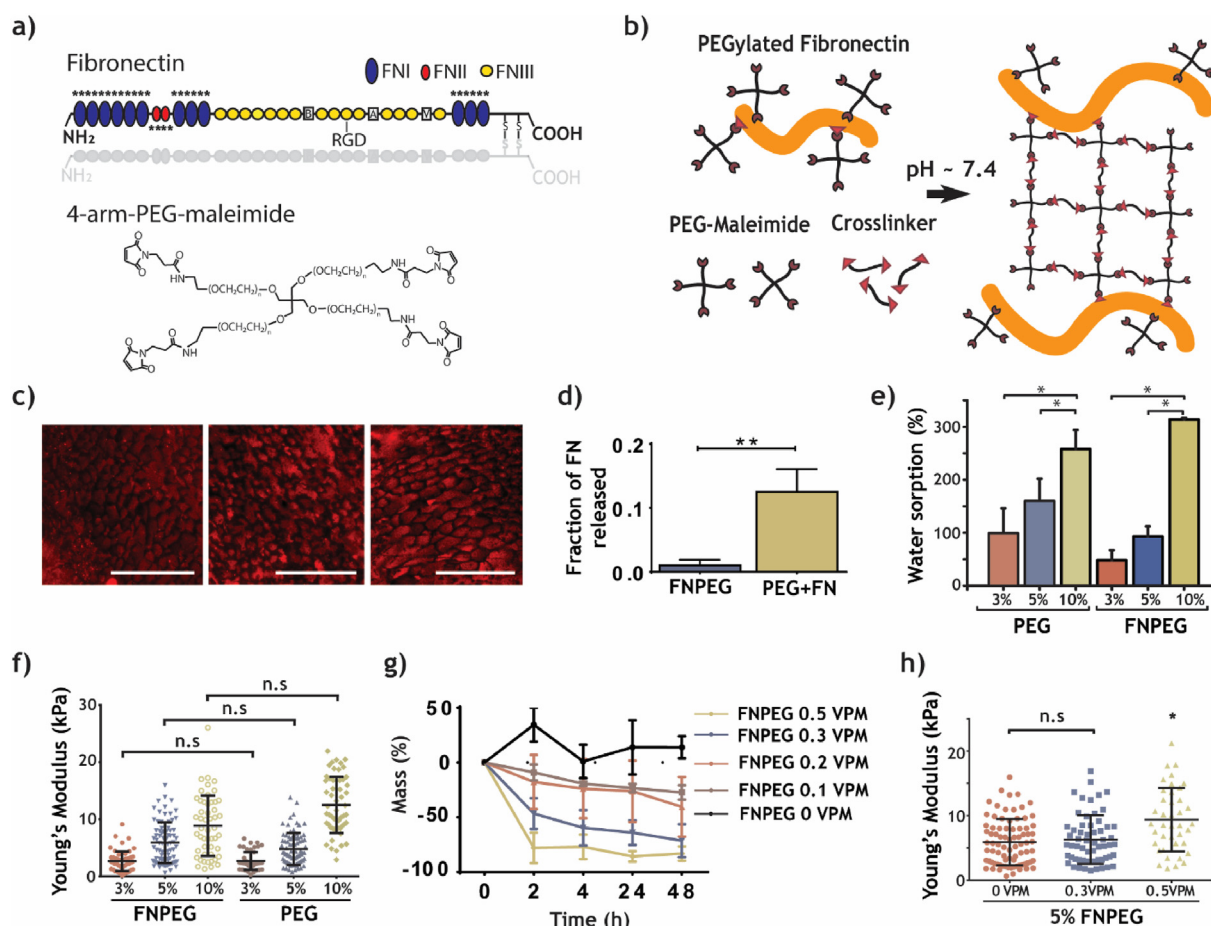 a)
Fibronectin
FNI
FNII
FNIII
************
****
***
****
NH₂
B
A
V
RGD
S S
S S
COOH
NH₂
S S
S S
COOH
4-arm-PEG-maleimide
b)
PEGylated Fibronectin
pH ~ 7.4
PEG-Maleimide
Crosslinker
c)
d)
Fraction of FN
released
0.2
0.1
0.0
**
FNPEG
PEG+FN
e)
Water sorption (%)
300
200
100
0
*
*
*
*
3%
5%
10%
3%
5%
10%
PEG
FNPEG
f)
Young's Modulus (kPa)
30
20
10
0
n.s
n.s
n.s
3%
5%
10%
3%
5%
10%
FNPEG
PEG
g)
Mass (%)
50
0
-50
-100
0
2
4
24
48
Time (h)
FNPEG 0.5 VPM
FNPEG 0.3 VPM
FNPEG 0.2 VPM
FNPEG 0.1 VPM
FNPEG 0 VPM
h)
Young's Modulus (kPa)
20
10
0
n.s
*
0 VPM
0.3VPM
0.5VPM
5% FNPEG